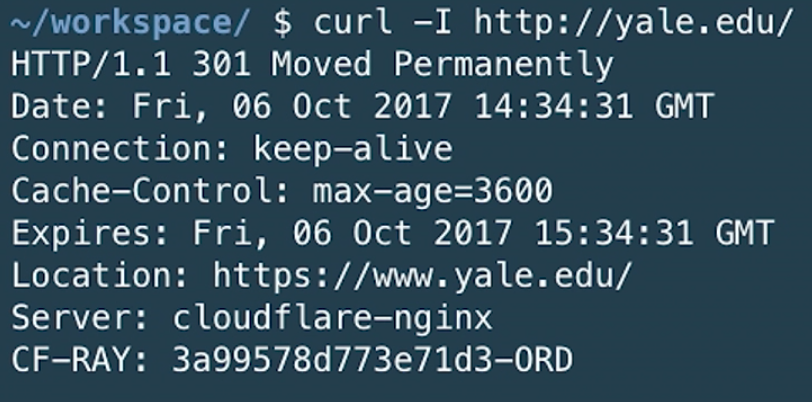 ~/workspace/ $ curl -I http://yale.edu/
HTTP/1.1 301 Moved Permanently
Date: Fri, 06 Oct 2017 14:34:31 GMT
Connection: keep-alive
Cache-Control: max-age=3600
Expires: Fri, 06 Oct 2017 15:34:31 GMT
Location: https://www.yale.edu/
Server: cloudflare-nginx
CF-RAY: 3a99578d773e71d3-ORD